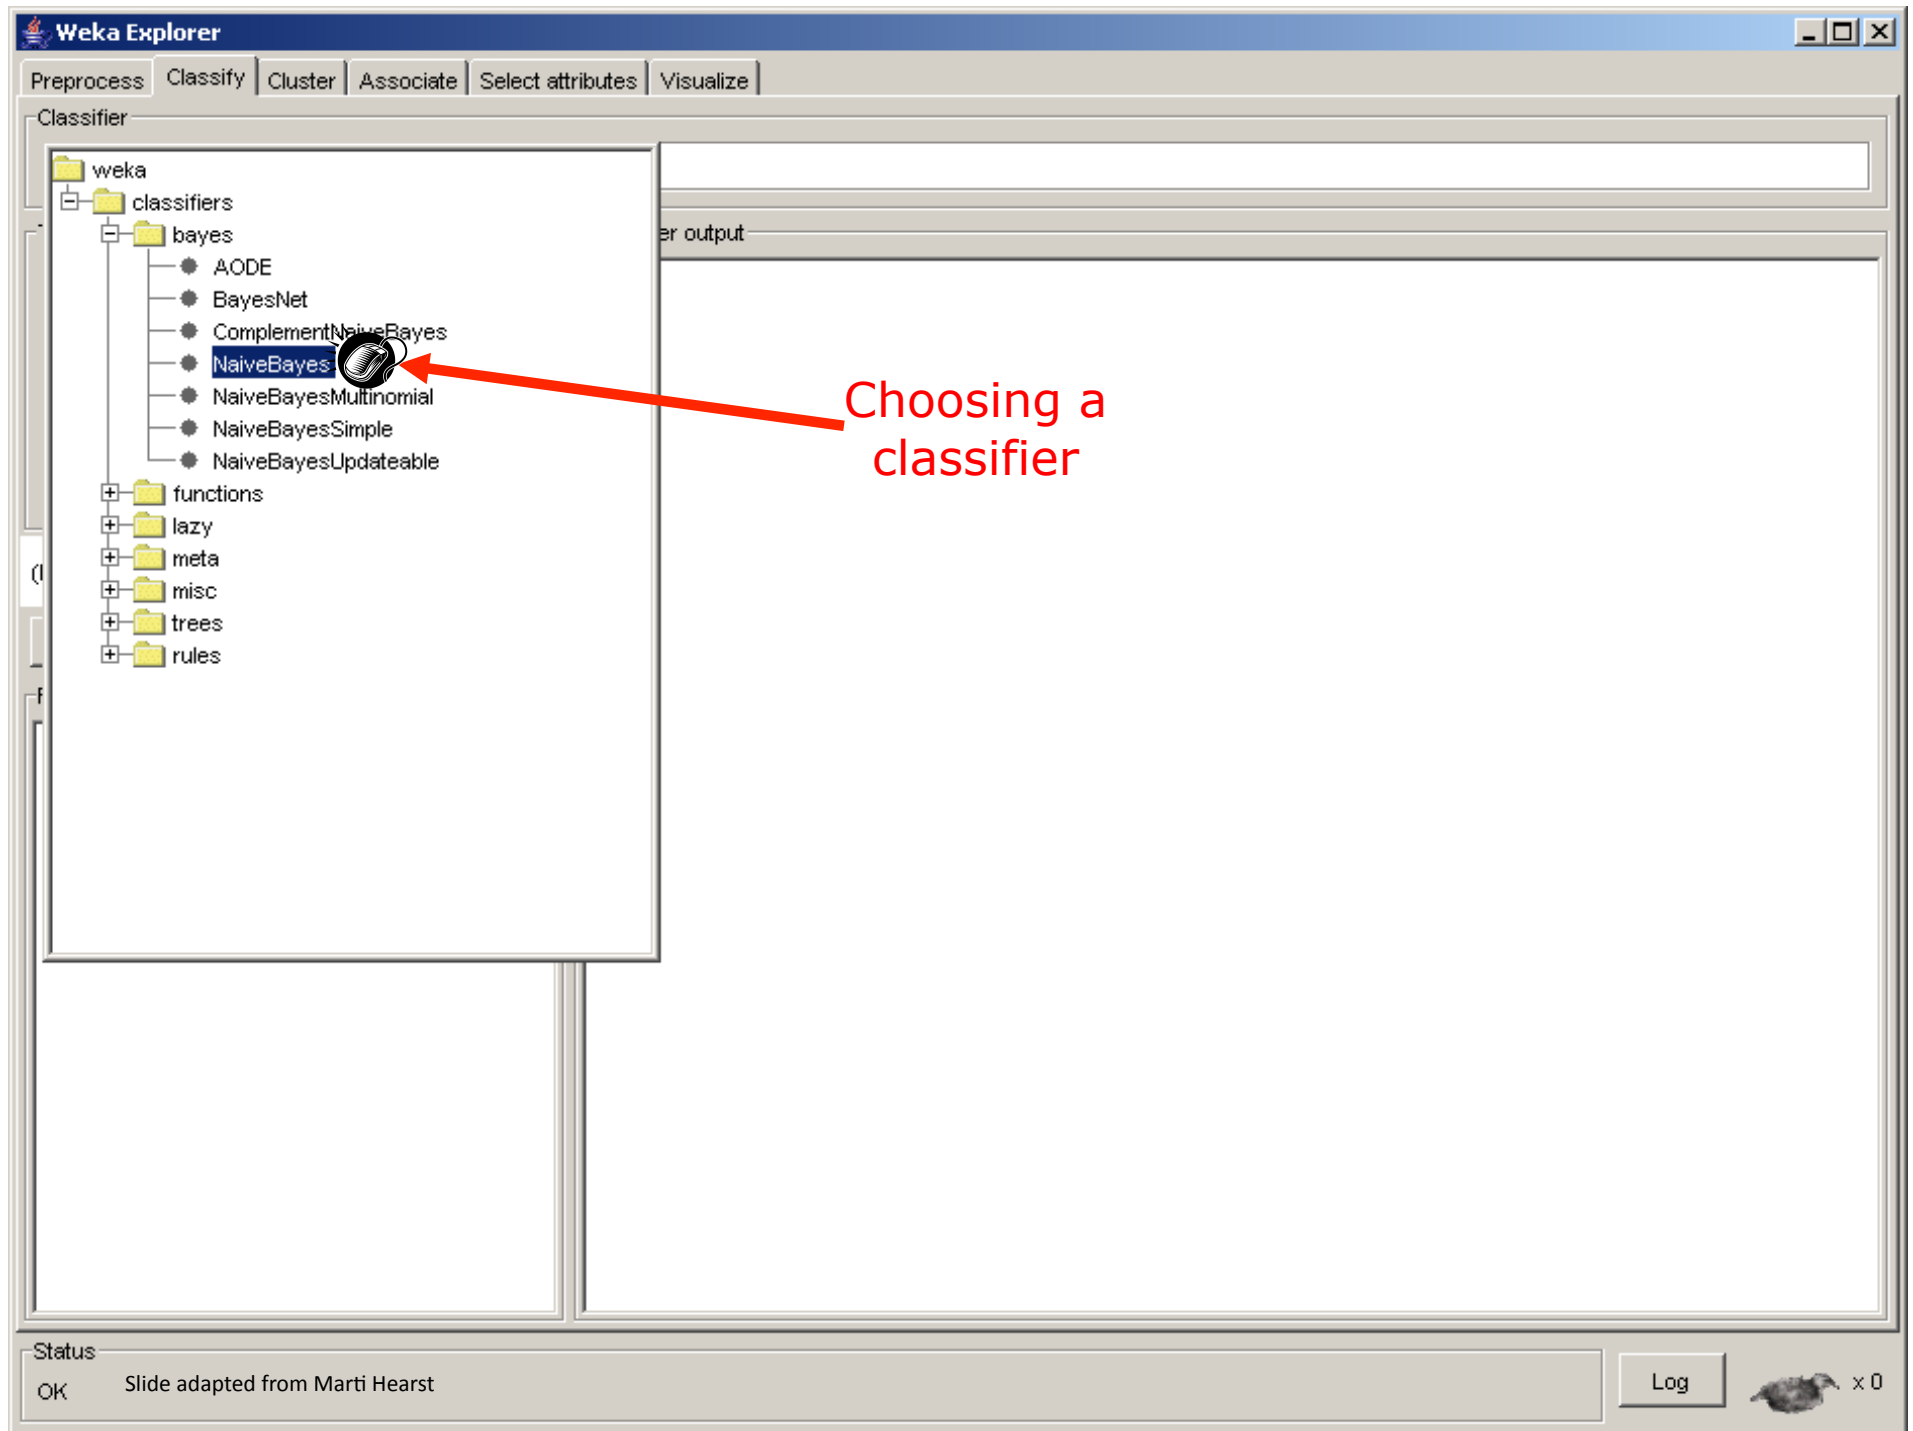 Weka Explorer
Preprocess Classify Cluster Associate Select attributes Visualize
Classifier
weka
classifiers
bayes
er output
AODE
BayesNet
ComplementNaiveBayes
NaiveBayes
NaiveBayesMultinomial
NaiveBayesSimple
NaiveBayesUpdateable
functions
lazy
meta
misc
trees
rules
Choosing a
classifier
Status
OK
Slide adapted from Marti Hearst
Log
x 0